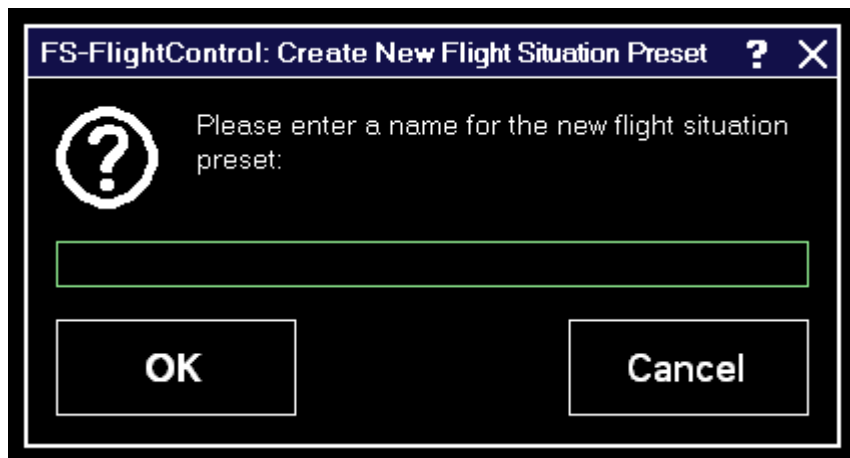 FS-FlightControl: Create New Flight Situation Preset ? X
? Please enter a name for the new flight situation
preset:
OK Cancel